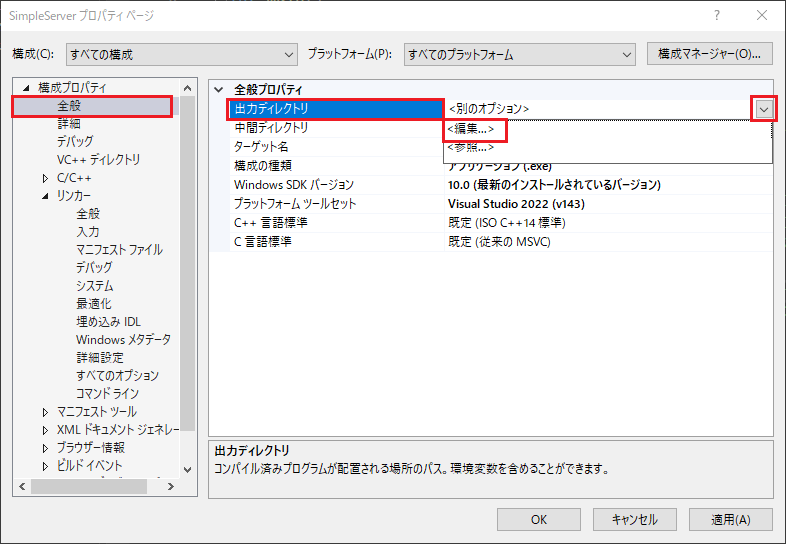 SimpleServer プロパティ ページ
構成(C): すべての構成 プラットフォーム(P): すべてのプラットフォーム 構成マネージャー(O)...
構成プロパティ
全般
詳細
デバッグ
VC++ ディレクトリ
C/C++
リンカー
全般
入力
マニフェスト ファイル
デバッグ
システム
最適化
埋め込み IDL
Windows メタデータ
詳細設定
すべてのオプション
コマンド ライン
マニフェスト ツール
XML ドキュメント ジェネレー
ブラウザー情報
ビルド イベント
全般プロパティ
出力ディレクトリ <別のオプション>
中間ディレクトリ <編集...>
ターゲット名 <参照...>
構成の種類 アプリケーション (.exe)
Windows SDK バージョン 10.0 (最新のインストールされているバージョン)
プラットフォーム ツールセット Visual Studio 2022 (v143)
C++ 言語標準 既定 (ISO C++14 標準)
C 言語標準 既定 (従来の MSVC)
出力ディレクトリ
コンパイル済みプログラムが配置される場所のパス。環境変数を含めることができます。
OK キャンセル 適用(A)